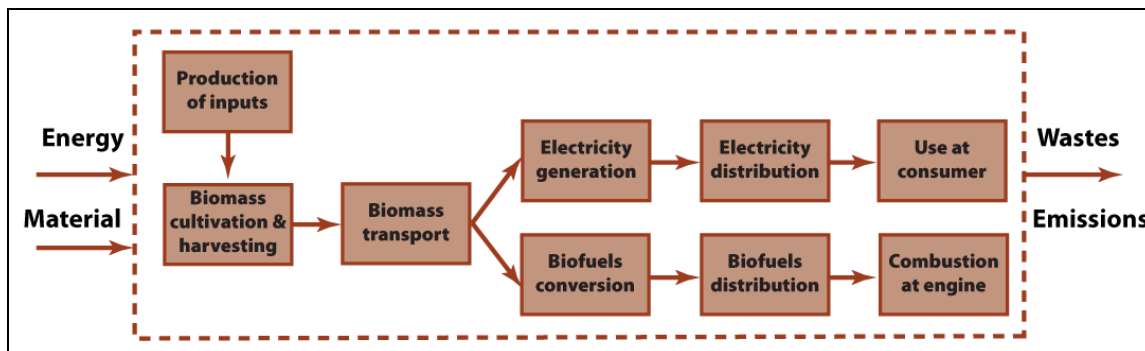 Energy
Material
Production
of inputs
Biomass
cultivation &
harvesting
Biomass
transport
Electricity
generation
Electricity
distribution
Use at
consumer
Biofuels
conversion
Biofuels
distribution
Combustion
at engine
Wastes
Emissions